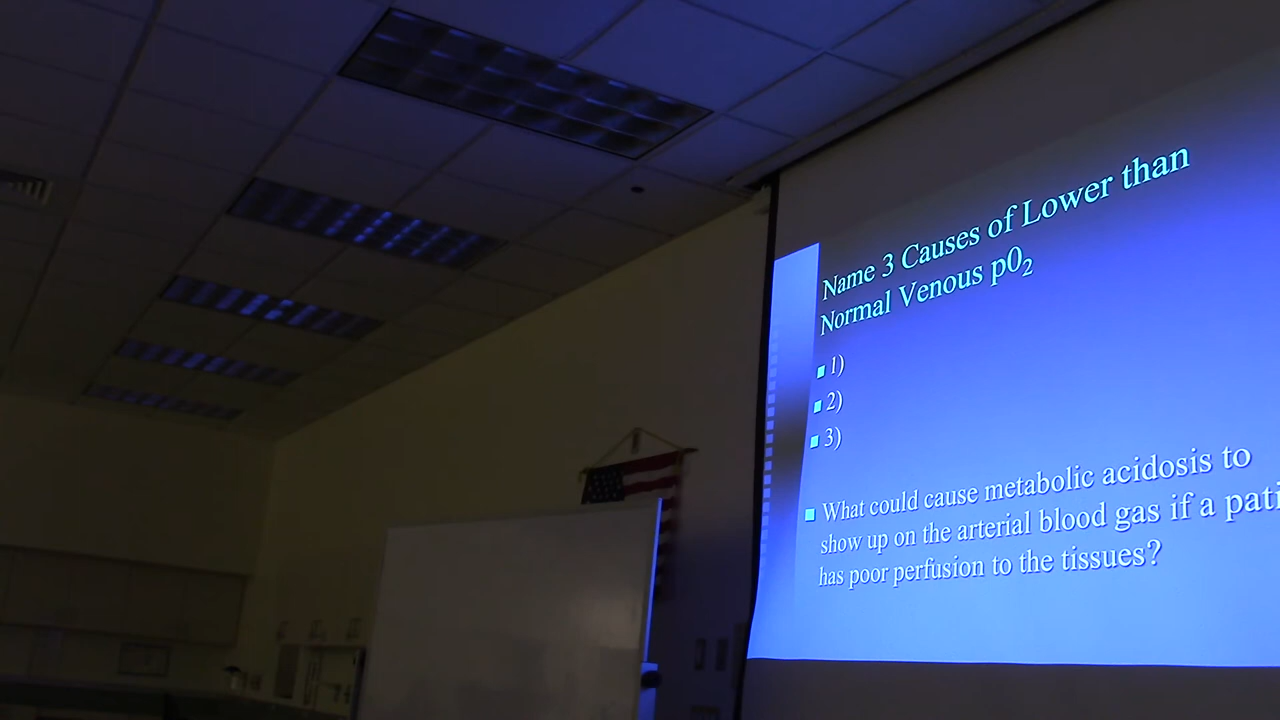 Name 3 Causes of Lower than
Normal Venous p0₂
1)
2)
3)
What could cause metabolic acidosis to
show up on the arterial blood gas if a pati
has poor perfusion to the tissues?